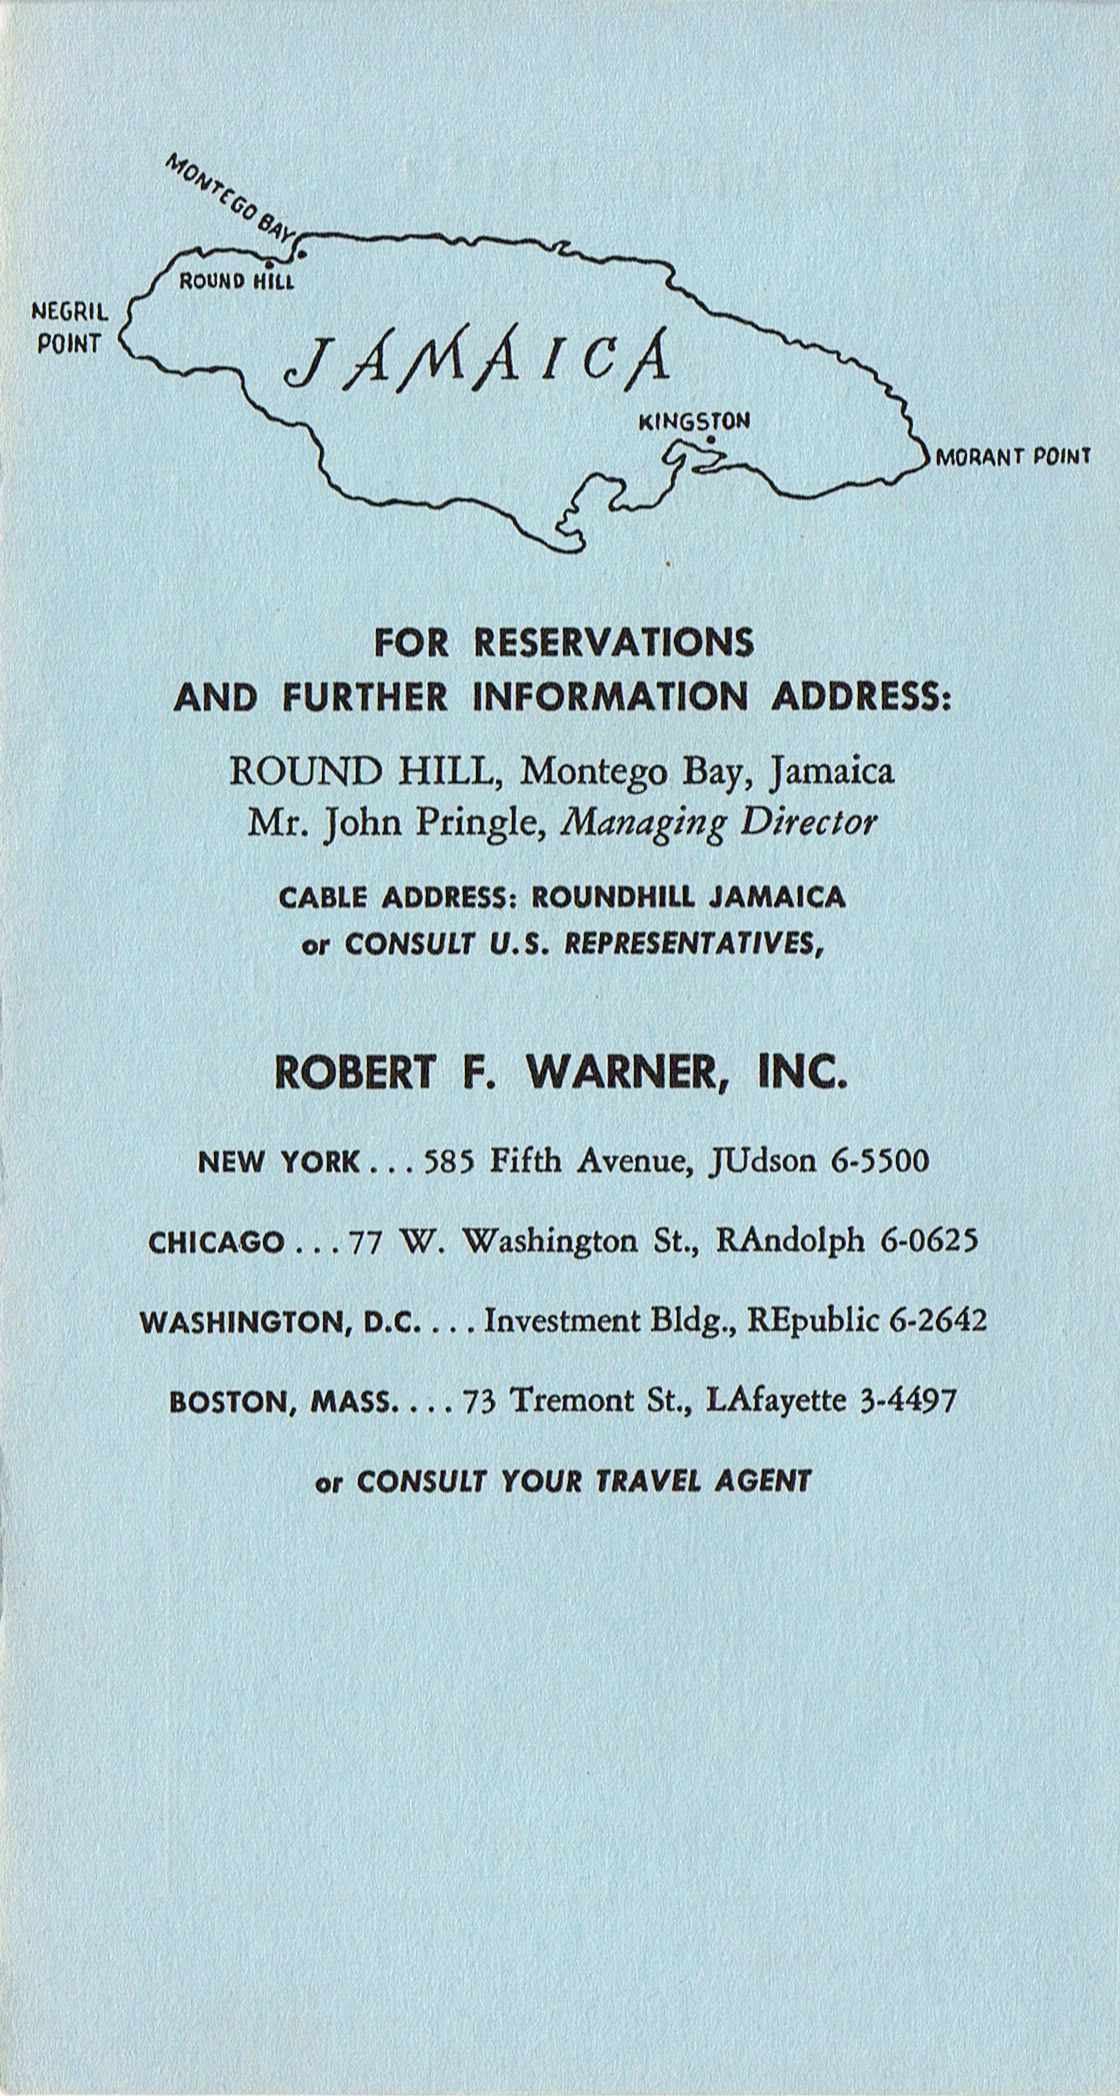 MONTEGO BAY
ROUND HILL
NEGRIL
POINT
JAMAICA
KINGSTON
MORANT POINT
FOR RESERVATIONS
AND FURTHER INFORMATION ADDRESS:
ROUND HILL, Montego Bay, Jamaica
Mr. John Pringle, Managing Director
CABLE ADDRESS: ROUNDHILL JAMAICA
or CONSULT U.S. REPRESENTATIVES,
ROBERT F. WARNER, INC.
NEW YORK . . . 585 Fifth Avenue, JUdson 6-5500
CHICAGO . . . 77 W. Washington St., RAndolph 6-0625
WASHINGTON, D.C. . . . Investment Bldg., REpublic 6-2642
BOSTON, MASS. . . . 73 Tremont St., LAfayette 3-4497
or CONSULT YOUR TRAVEL AGENT